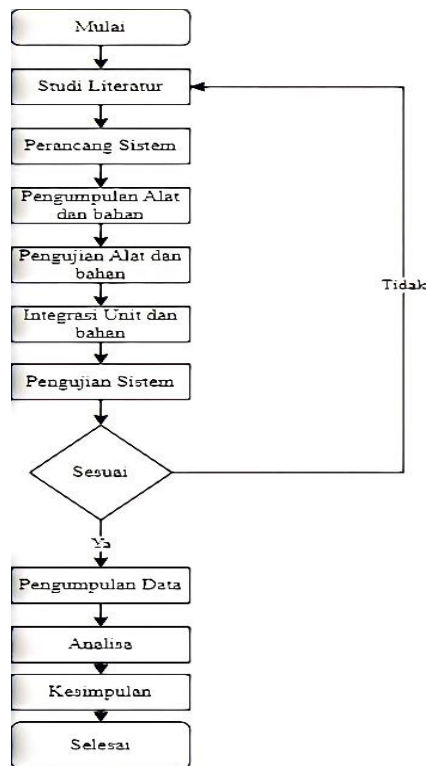 Mulai
Studi Literatur
Perancang Sistem
Pengumpulan Alat
dan bahan
Pengujian Alat dan
bahan
Integrasi Unit dan
bahan
Pengujian Sistem
Sesuai
Tidak
Ya
Pengumpulan Data
Analisa
Kesimpulan
Selesai